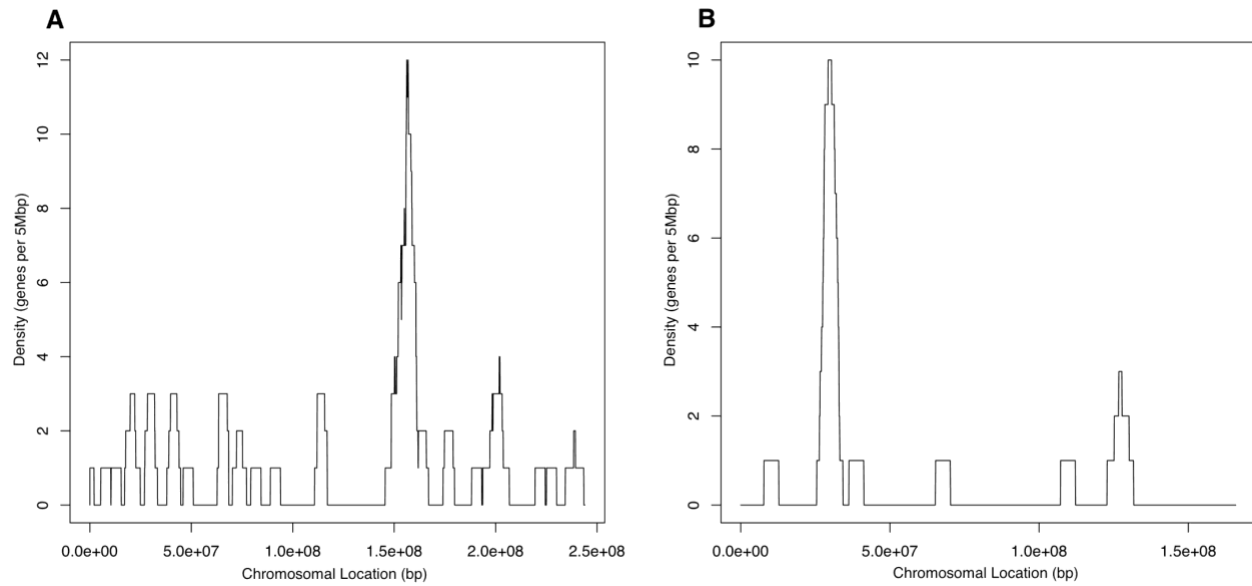 A
Density (genes per 5Mbp)
12
10
8
6
4
2
0
0.0e+00 5.0e+07 1.0e+08 1.5e+08 2.0e+08 2.5e+08
Chromosomal Location (bp)
B
Density (genes per 5Mbp)
10
8
6
4
2
0
0.0e+00 5.0e+07 1.0e+08 1.5e+08
Chromosomal Location (bp)